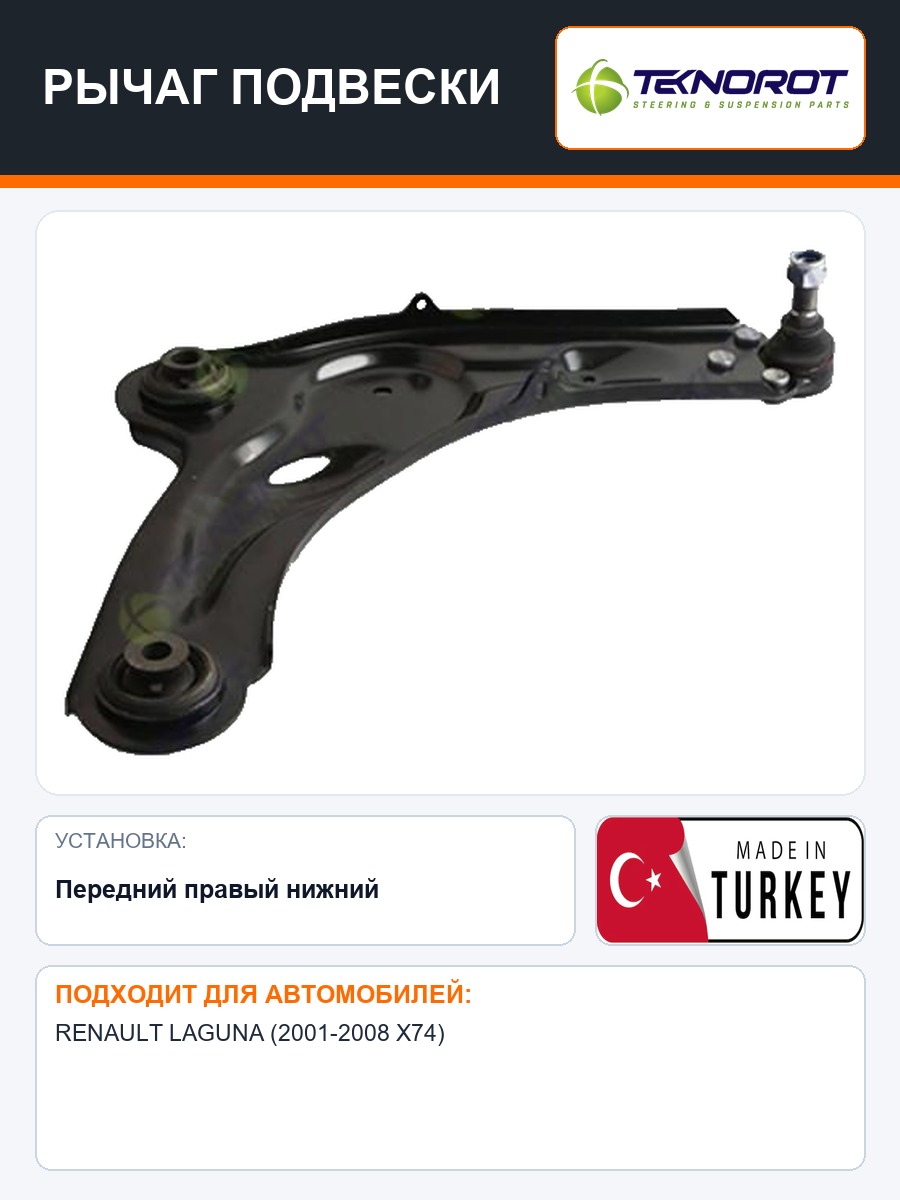 РЫЧАГ ПОДВЕСКИ
TEKNOROT
STEERING & SUSPENSION PARTS
УСТАНОВКА:
Передний правый нижний
MADE IN
TURKEY
ПОДХОДИТ ДЛЯ АВТОМОБИЛЕЙ:
RENAULT LAGUNA (2001-2008 X74)